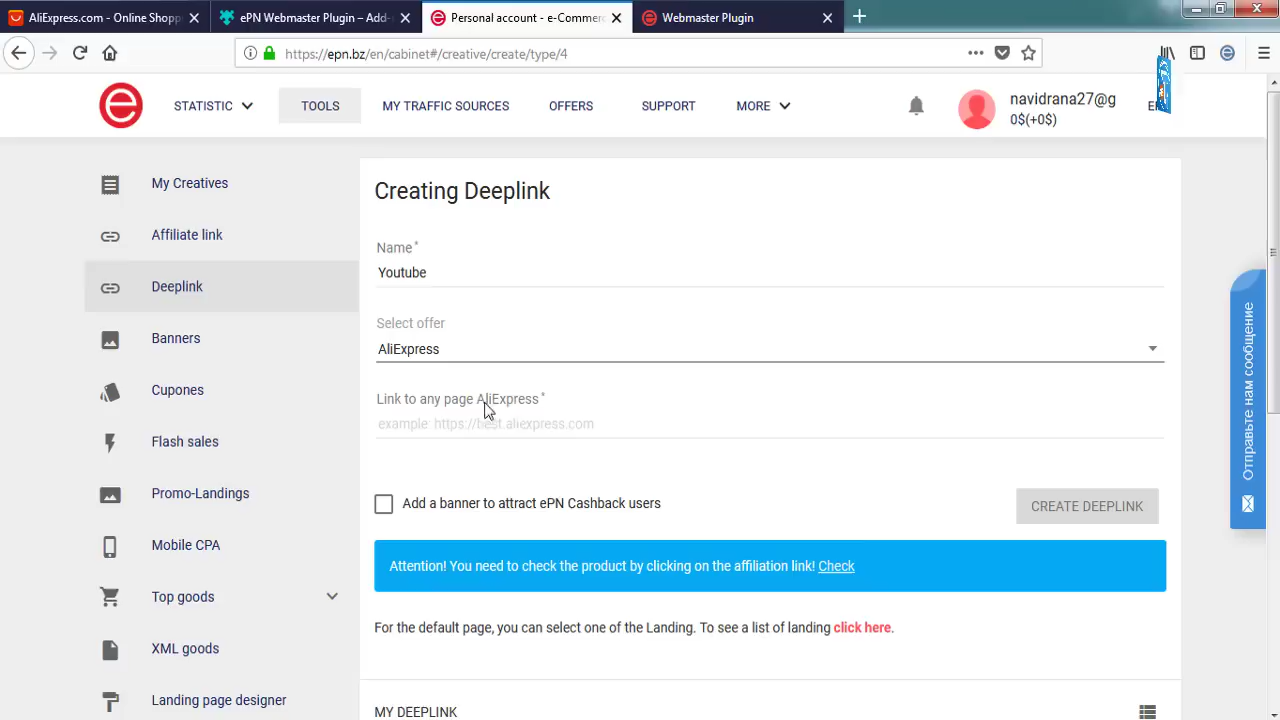 AliExpress.com - Online Shopp
ePN Webmaster Plugin – Add-
Personal account - e-Commerc
Webmaster Plugin
https://epn.bz/en/cabinet#/creative/create/type/4
STATISTIC
TOOLS
MY TRAFFIC SOURCES
OFFERS
SUPPORT
MORE
navidrana27@g
0$(+0$)
My Creatives
Affiliate link
Deeplink
Banners
Cupones
Flash sales
Promo-Landings
Mobile CPA
Top goods
XML goods
Landing page designer
Creating Deeplink
Name*
Youtube
Select offer
AliExpress
Link to any page AliExpress*
example: https://best.aliexpress.com
Add a banner to attract ePN Cashback users
CREATE DEEPLINK
Attention! You need to check the product by clicking on the affiliation link! Check
For the default page, you can select one of the Landing. To see a list of landing click here.
MY DEEPLINK
Отправьте нам сообщение